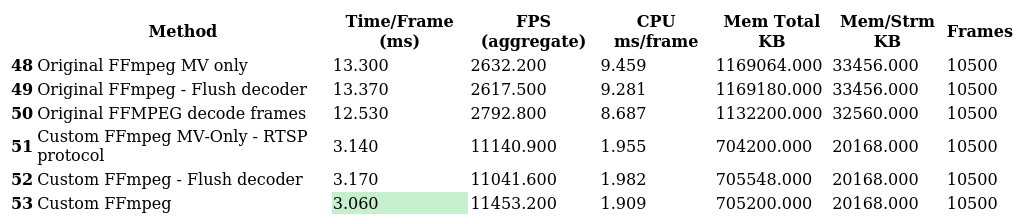 Method Time/Frame (ms) FPS (aggregate) CPU ms/frame Mem Total KB Mem/Strm KB Frames
48 Original FFmpeg MV only 13.300 2632.200 9.459 1169064.000 33456.000 10500
49 Original FFmpeg - Flush decoder 13.370 2617.500 9.281 1169180.000 33456.000 10500
50 Original FFMPEG decode frames 12.530 2792.800 8.687 1132200.000 32560.000 10500
51 Custom FFmpeg MV-Only - RTSP protocol 3.140 11140.900 1.955 704200.000 20168.000 10500
52 Custom FFmpeg - Flush decoder 3.170 11041.600 1.982 705548.000 20168.000 10500
53 Custom FFmpeg 3.060 11453.200 1.909 705200.000 20168.000 10500